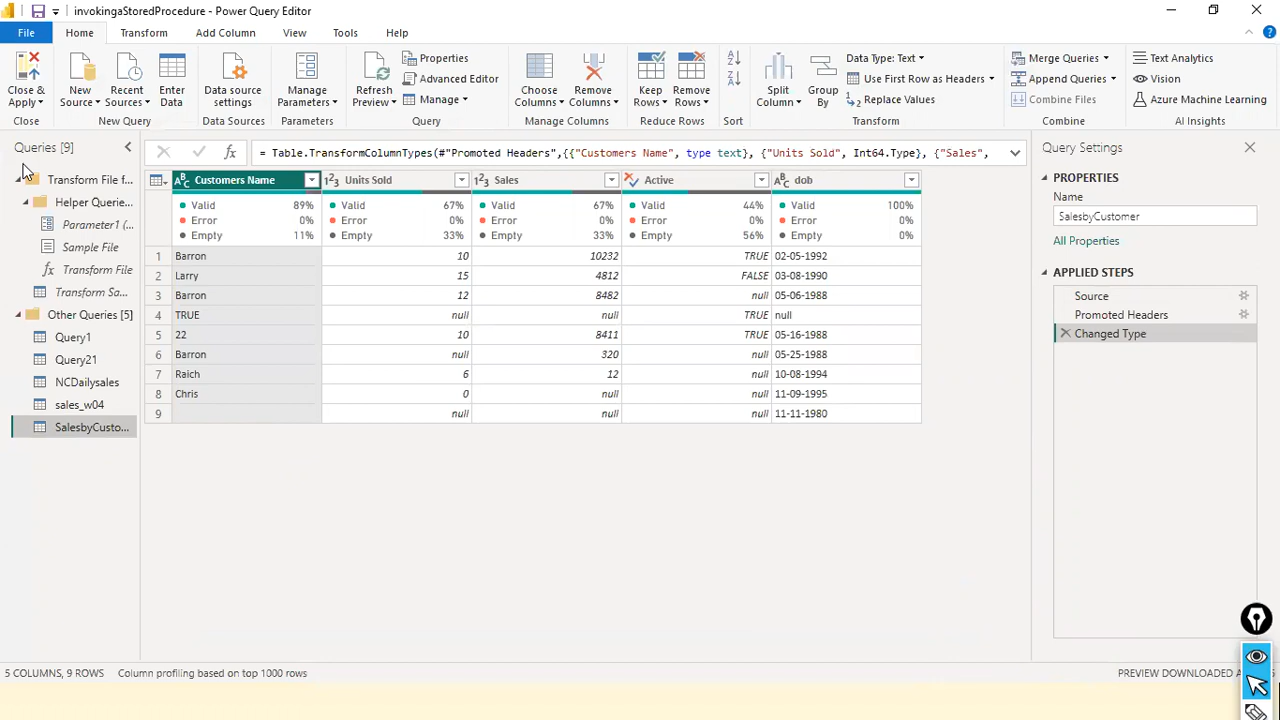 invokingaStoredProcedure - Power Query Editor
File Home Transform Add Column View Tools Help
Close & Apply
New Source
Recent Sources
Enter Data
Data source settings
Manage Parameters
Refresh Preview
Properties
Advanced Editor
Manage
Choose Columns
Remove Columns
Keep Rows
Remove Rows
Split Column
Group By
Data Type: Text
Use First Row as Headers
Replace Values
Merge Queries
Append Queries
Combine Files
Text Analytics
Vision
Azure Machine Learning
Close New Query Data Sources Parameters Query Manage Columns Reduce Rows Sort Transform Combine AI Insights
Queries [9]
Transform File f...
Helper Querie...
Parameter1 (...
Sample File
fx Transform File
Transform Sa...
Other Queries [5]
Query1
Query21
NCDailysales
sales_w04
SalesbyCusto...
fx = Table.TransformColumnTypes(#"Promoted Headers",{{"Customers Name", type text}, {"Units Sold", Int64.Type}, {"Sales",
ABC Customers Name 123 Units Sold 123 Sales Active ABC dob
Valid 89% Valid 67% Valid 67% Valid 44% Valid 100%
Error 0% Error 0% Error 0% Error 0% Error 0%
Empty 11% Empty 33% Empty 33% Empty 56% Empty 0%
1 Barron 10 10232 TRUE 02-05-1992
2 Larry 15 4812 FALSE 03-08-1990
3 Barron 12 8482 null 05-06-1988
4 TRUE null null TRUE null
5 22 10 8411 TRUE 05-16-1988
6 Barron null 320 null 05-25-1988
7 Raich 6 12 null 10-08-1994
8 Chris 0 null null 11-09-1995
9 null null null 11-11-1980
Query Settings
PROPERTIES
Name
SalesbyCustomer
All Properties
APPLIED STEPS
Source
Promoted Headers
Changed Type
5 COLUMNS, 9 ROWS Column profiling based on top 1000 rows
PREVIEW DOWNLOADED